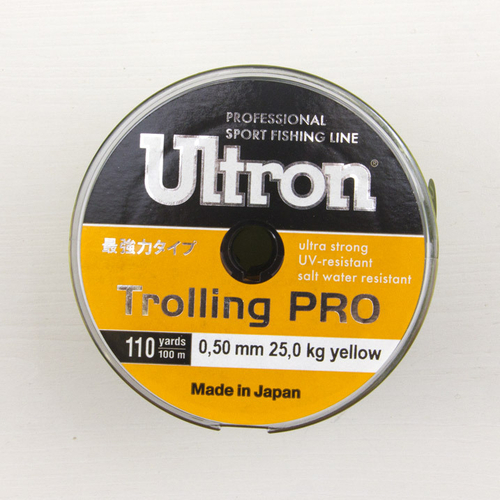 PROFESSIONAL
SPORT FISHING LINE
Ultron®
最強力タイプ
ultra strong
UV-resistant
salt water resistant
Trolling PRO
110 yards
100 m
0,50 mm 25,0 kg yellow
Made in Japan